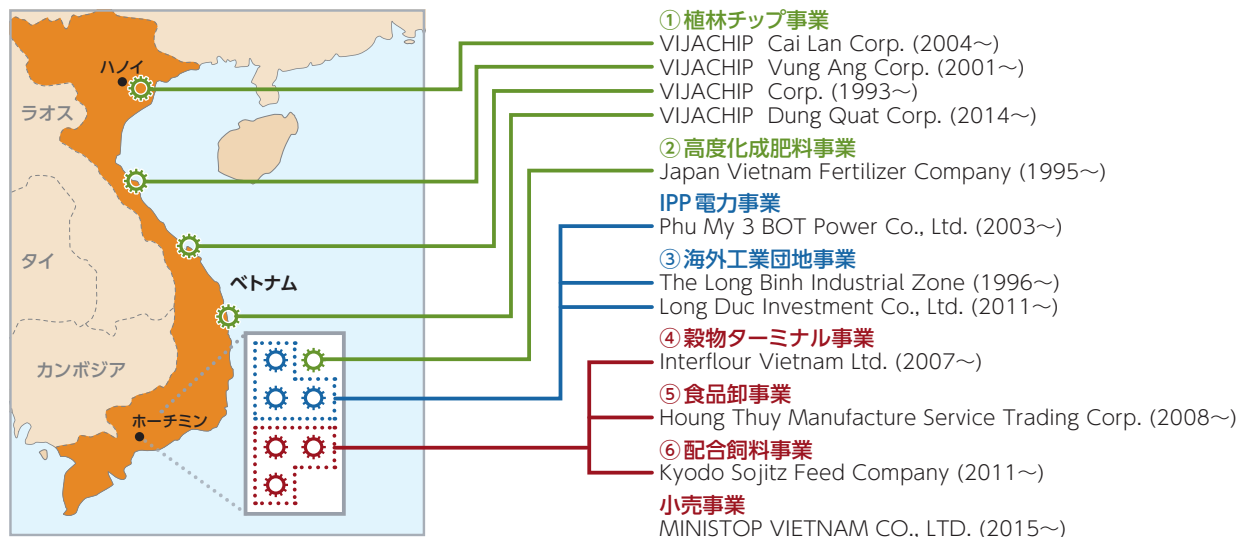 ①植林チップ事業
VIJACHIP Cai Lan Corp. (2004～)
VIJACHIP Vung Ang Corp. (2001～)
VIJACHIP Corp. (1993～)
VIJACHIP Dung Quat Corp. (2014～)
②高度化成肥料事業
Japan Vietnam Fertilizer Company (1995～)
IPP電力事業
Phu My 3 BOT Power Co., Ltd. (2003～)
③海外工業団地事業
The Long Binh Industrial Zone (1996～)
Long Duc Investment Co., Ltd. (2011～)
④穀物ターミナル事業
Interflour Vietnam Ltd. (2007～)
⑤食品卸事業
Houng Thuy Manufacture Service Trading Corp. (2008～)
⑥配合飼料事業
Kyodo Sojitz Feed Company (2011～)
小売事業
MINISTOP VIETNAM CO., LTD. (2015～)
ハノイ
ラオス
タイ
ベトナム
カンボジア
ホーチミン